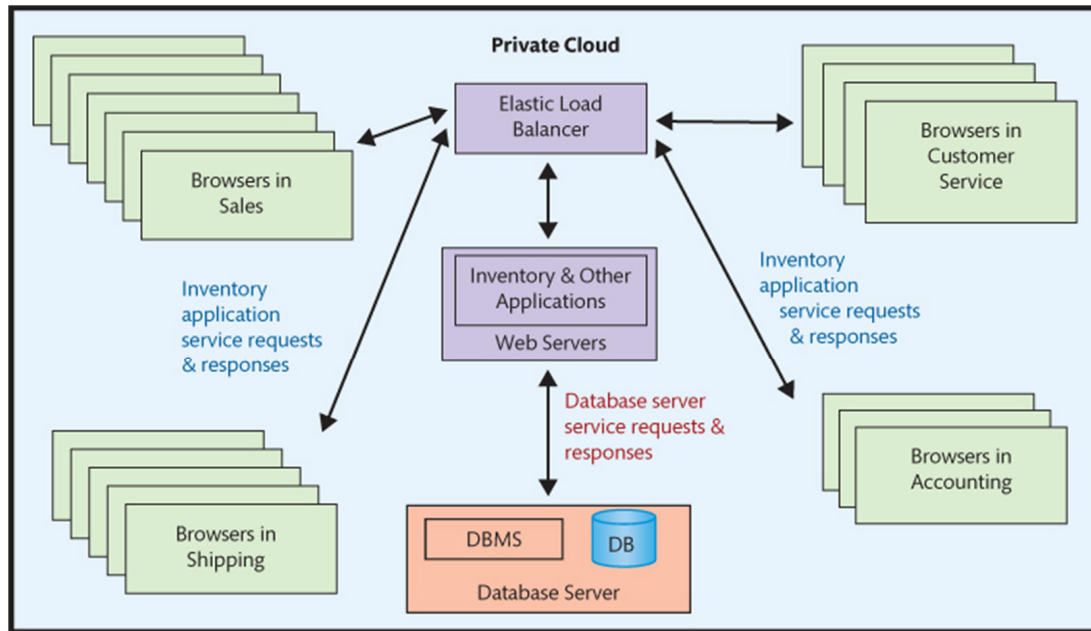 Private Cloud
Elastic Load
Balancer
Browsers in
Sales
Browsers in
Customer
Service
Inventory
application
service requests
& responses
Inventory & Other
Applications
Web Servers
Inventory
application
service requests
& responses
Database server
service requests &
responses
Browsers in
Shipping
Browsers in
Accounting
DBMS
DB
Database Server